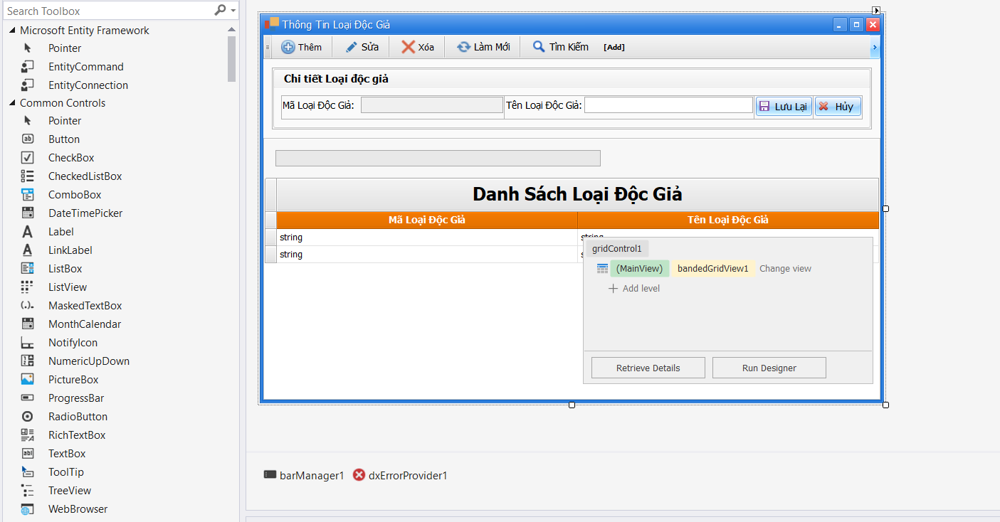 Search Toolbox
Microsoft Entity Framework
Pointer
EntityCommand
EntityConnection
Common Controls
Pointer
Button
CheckBox
CheckedListBox
ComboBox
DateTimePicker
Label
LinkLabel
ListBox
ListView
MaskedTextBox
MonthCalendar
NotifyIcon
NumericUpDown
PictureBox
ProgressBar
RadioButton
RichTextBox
TextBox
ToolTip
TreeView
WebBrowser
Thông Tin Loại Độc Giả
Thêm Sửa Xóa Làm Mới Tìm Kiếm [Add]
Chi tiết Loại độc giả
Mã Loại Độc Giả: Tên Loại Độc Giả: Lưu Lại Hủy
Danh Sách Loại Độc Giả
Mã Loại Độc Giả Tên Loại Độc Giả
string string
string
gridControl1
(MainView) bandedGridView1 Change view
Add level
Retrieve Details Run Designer
barManager1 dxErrorProvider1